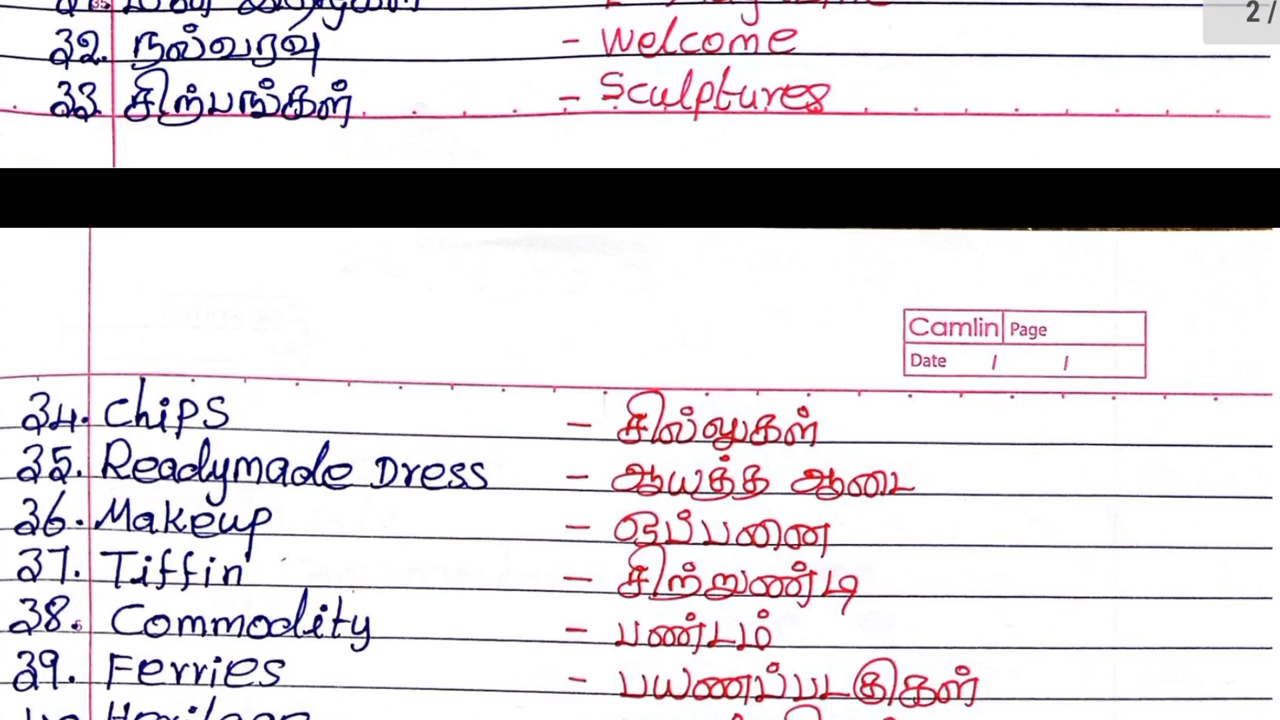 2 /
32. நல்வரவு - Welcome
33. சிற்பங்கள் - Sculptures
Camlin Page
Date / /
34. Chips - சில்லுகள்
35. Readymade Dress - ஆயத்த ஆடை
36. Makeup - ஒப்பனை
37. Tiffin - சிற்றுண்டி
38. Commodity - பண்டம்
39. Ferries - பயணப்படகுகள்